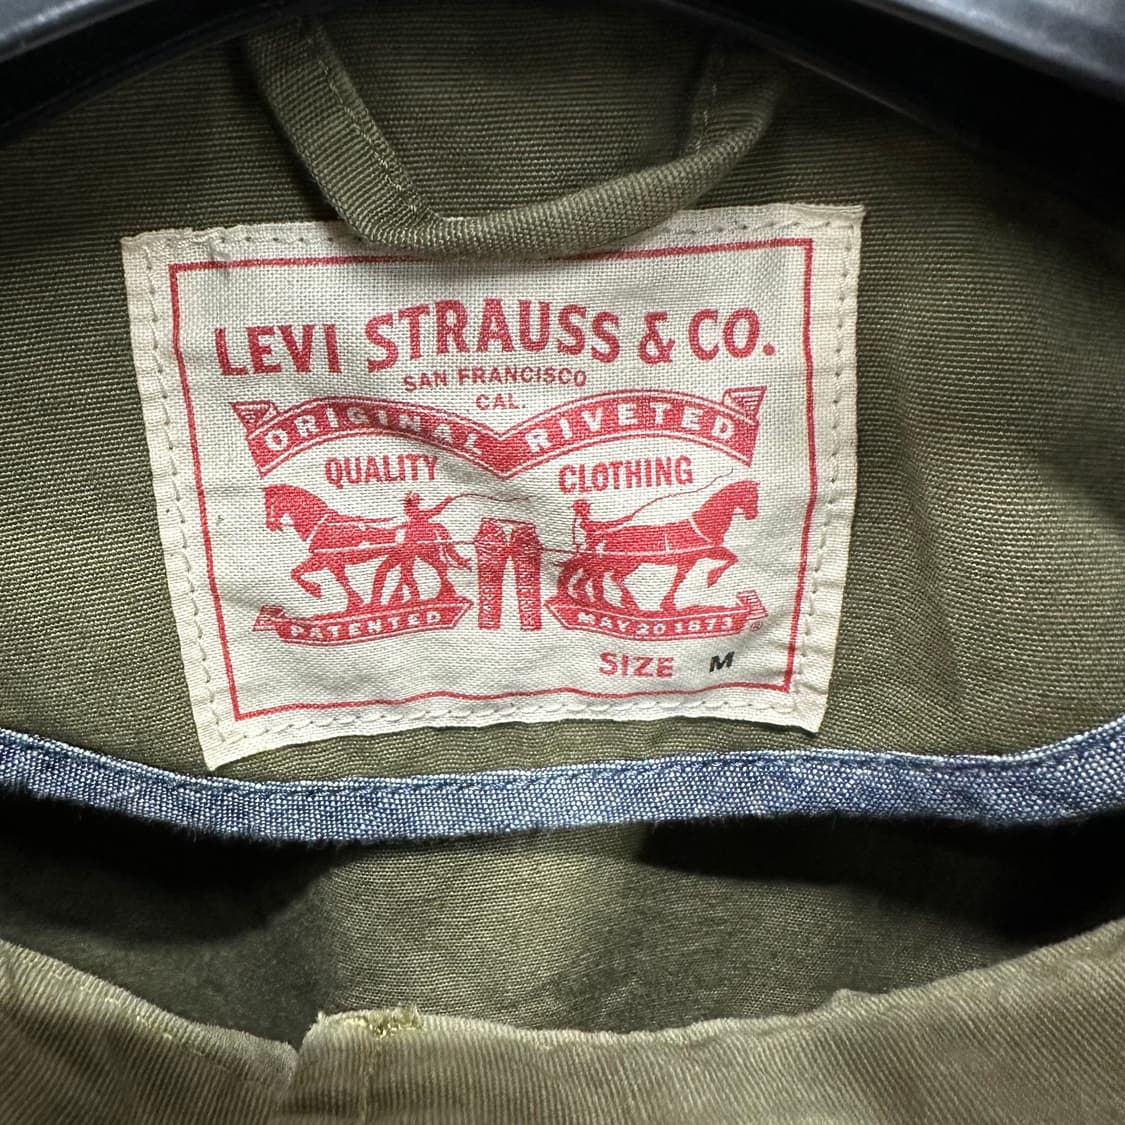 LEVI STRAUSS & CO.
SAN FRANCISCO
CAL.
ORIGINAL RIVETED
QUALITY CLOTHING
PATENTED MAY 20 1873 ®
SIZE M